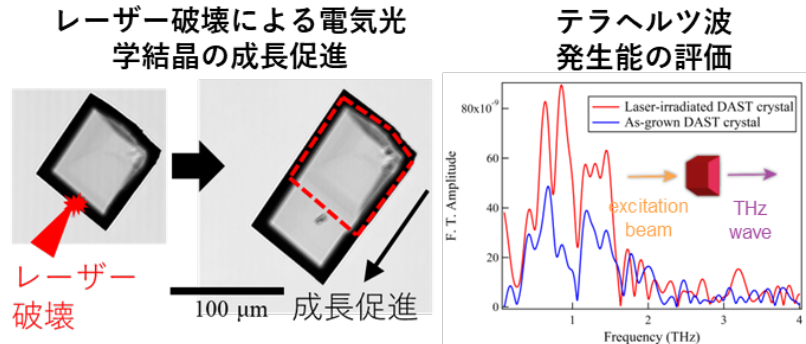 レーザー破壊による電気光
学結晶の成長促進
レーザー
破壊
100 μm
成長促進
テラヘルツ波
発生能の評価
80x10-9
60
40
20
0
F. T. Amplitude
Laser-irradiated DAST crystal
As-grown DAST crystal
excitation
beam
THz
wave
1
2
3
4
Frequency (THz)